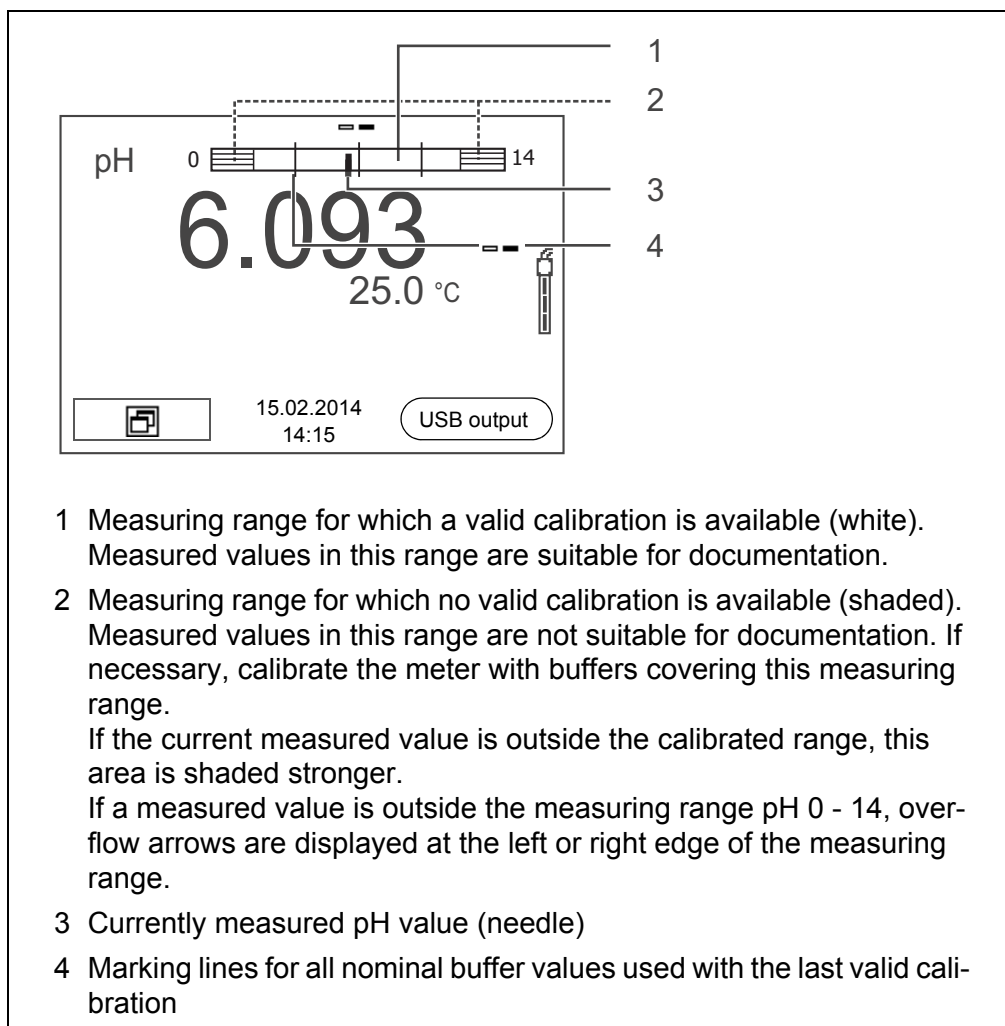 1
2
pH 0 14
3
6.093
4
25.0 °C
15.02.2014
14:15
USB output
1 Measuring range for which a valid calibration is available (white).
Measured values in this range are suitable for documentation.
2 Measuring range for which no valid calibration is available (shaded).
Measured values in this range are not suitable for documentation. If
necessary, calibrate the meter with buffers covering this measuring
range.
If the current measured value is outside the calibrated range, this
area is shaded stronger.
If a measured value is outside the measuring range pH 0 - 14, over-
flow arrows are displayed at the left or right edge of the measuring
range.
3 Currently measured pH value (needle)
4 Marking lines for all nominal buffer values used with the last valid cali-
bration